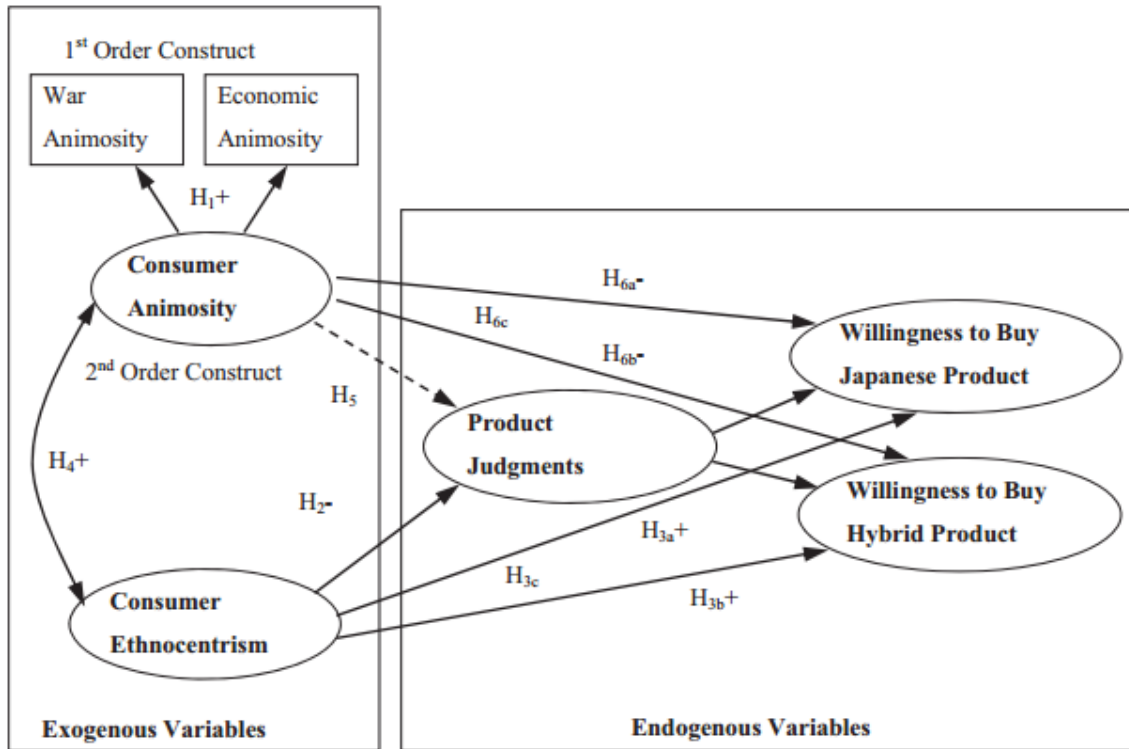 1st Order Construct
War
Animosity
Economic
Animosity
H1+
Consumer
Animosity
2nd Order Construct
H4+
H5
H2-
Consumer
Ethnocentrism
Exogenous Variables
H6a-
H6c
H6b-
Product
Judgments
Willingness to Buy
Japanese Product
Willingness to Buy
Hybrid Product
H3a+
H3c
H3b+
Endogenous Variables